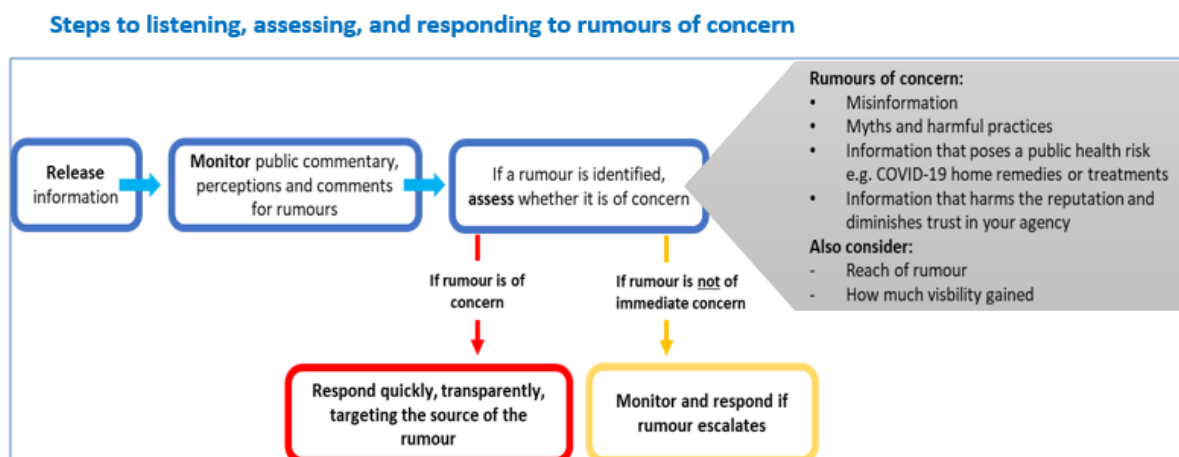 Steps to listening, assessing, and responding to rumours of concern
Release
information
Monitor public commentary,
perceptions and comments
for rumours
If a rumour is identified,
assess whether it is of concern
Rumours of concern:
• Misinformation
• Myths and harmful practices
• Information that poses a public health risk
e.g. COVID-19 home remedies or treatments
• Information that harms the reputation and
diminishes trust in your agency
Also consider:
- Reach of rumour
- How much visbility gained
If rumour is of
concern
If rumour is not of
immediate concern
Respond quickly, transparently,
targeting the source of the
rumour
Monitor and respond if
rumour escalates